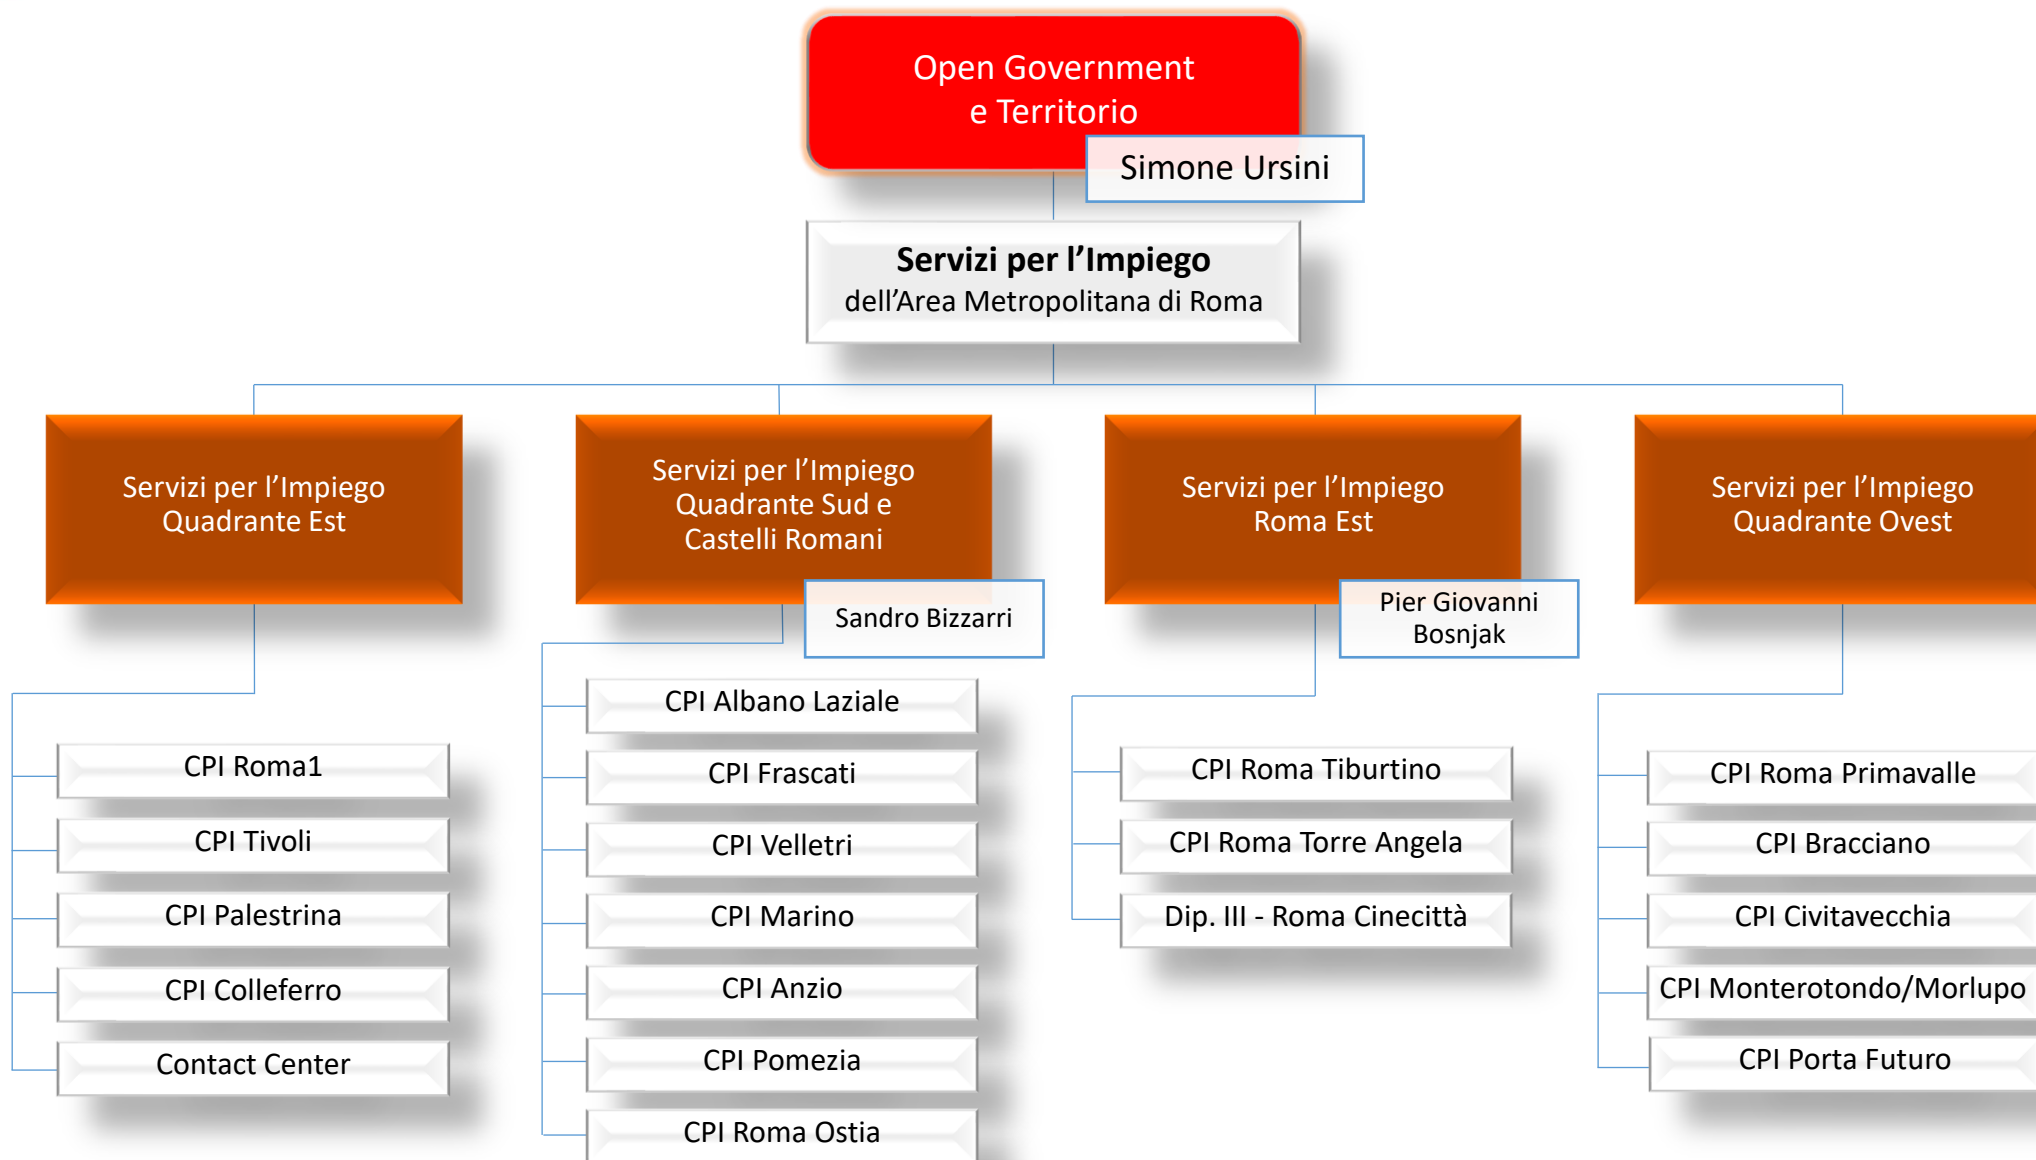 Open Government
e Territorio
Simone Ursini
Servizi per l’Impiego
dell’Area Metropolitana di Roma
Servizi per l’Impiego
Quadrante Est
CPI Roma1
CPI Tivoli
CPI Palestrina
CPI Colleferro
Contact Center
Servizi per l’Impiego
Quadrante Sud e
Castelli Romani
Sandro Bizzarri
CPI Albano Laziale
CPI Frascati
CPI Velletri
CPI Marino
CPI Anzio
CPI Pomezia
CPI Roma Ostia
Servizi per l’Impiego
Roma Est
Pier Giovanni
Bosnjak
CPI Roma Tiburtino
CPI Roma Torre Angela
Dip. III - Roma Cinecittà
Servizi per l’Impiego
Quadrante Ovest
CPI Roma Primavalle
CPI Bracciano
CPI Civitavecchia
CPI Monterotondo/Morlupo
CPI Porta Futuro